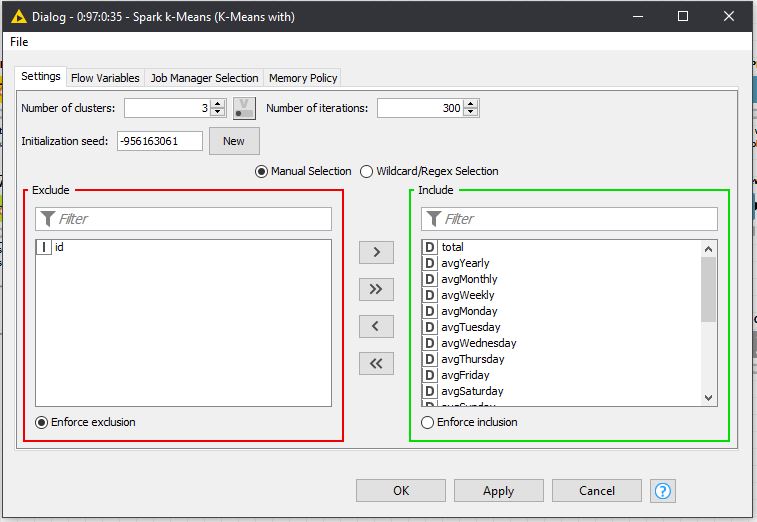 Dialog - 0:97:0:35 - Spark k-Means (K-Means with)
File
Settings Flow Variables Job Manager Selection Memory Policy
Number of clusters: 3 V Number of iterations: 300
Initialization seed: -956163061 New
Manual Selection Wildcard/Regex Selection
Exclude Include
Filter Filter
I id D total
D avgYearly
D avgMonthly
> D avgWeekly
D avgMonday
>> D avgTuesday
D avgWednesday
< D avgThursday
D avgFriday
<< D avgSaturday
D avgSunday
Enforce exclusion Enforce inclusion
OK Apply Cancel ?